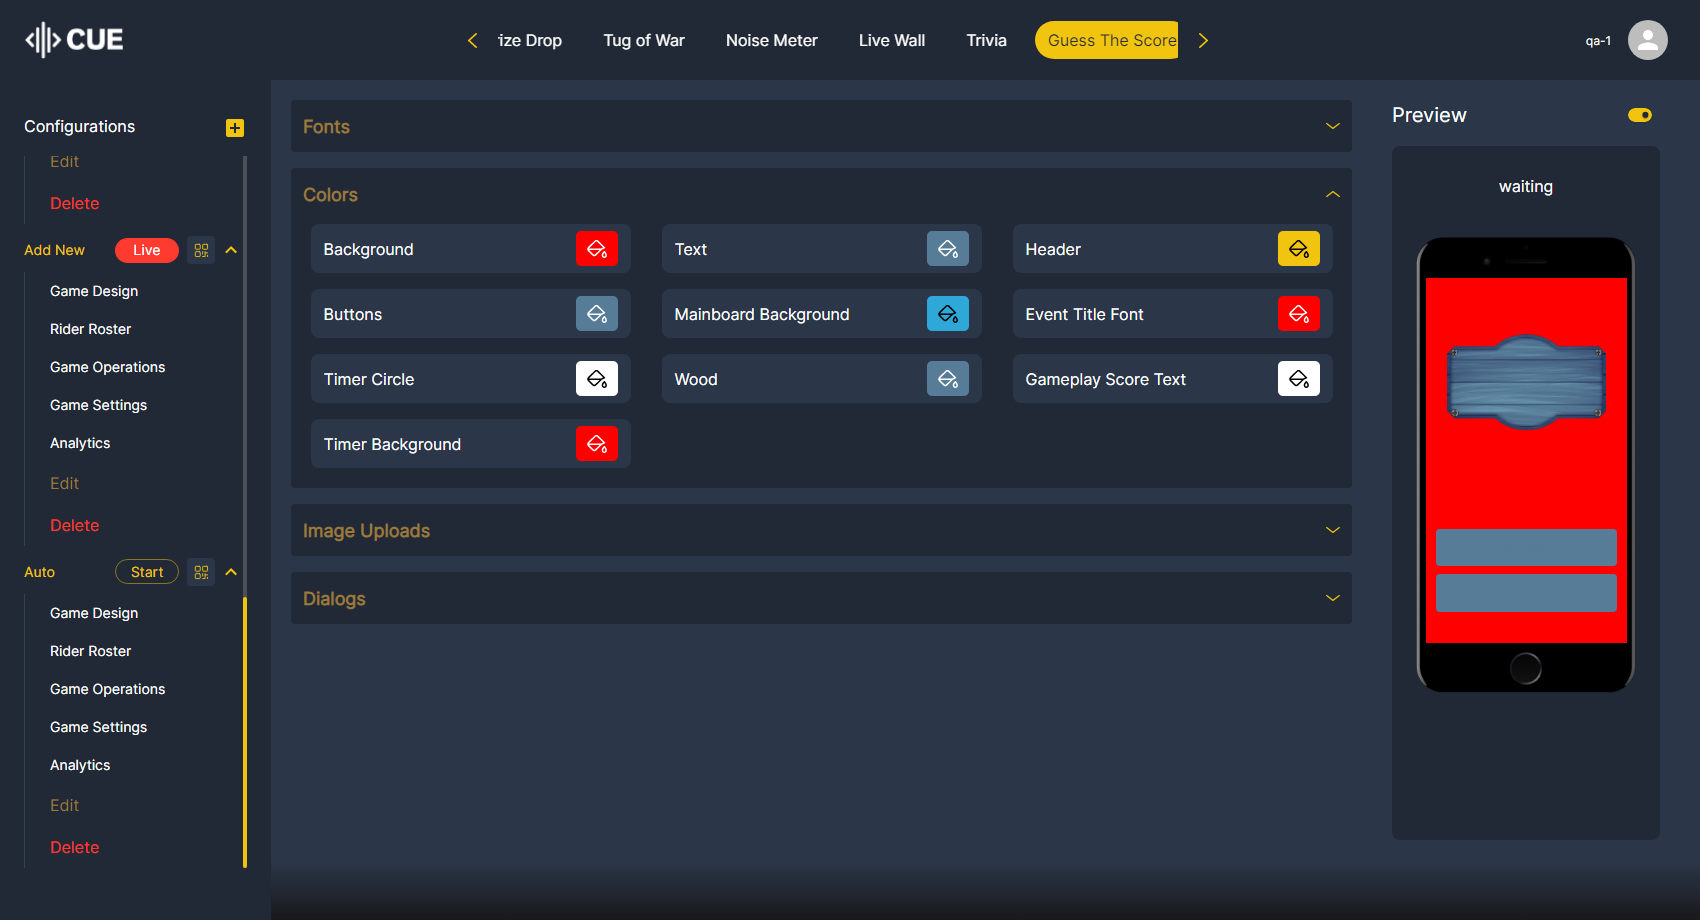 CUE
ize Drop
Tug of War
Noise Meter
Live Wall
Trivia
Guess The Score
qa-1
Configurations
Edit
Delete
Add New
Live
Game Design
Rider Roster
Game Operations
Game Settings
Analytics
Edit
Delete
Auto
Start
Game Design
Rider Roster
Game Operations
Game Settings
Analytics
Edit
Delete
Fonts
Colors
Background
Text
Header
Buttons
Mainboard Background
Event Title Font
Timer Circle
Wood
Gameplay Score Text
Timer Background
Image Uploads
Dialogs
Preview
waiting